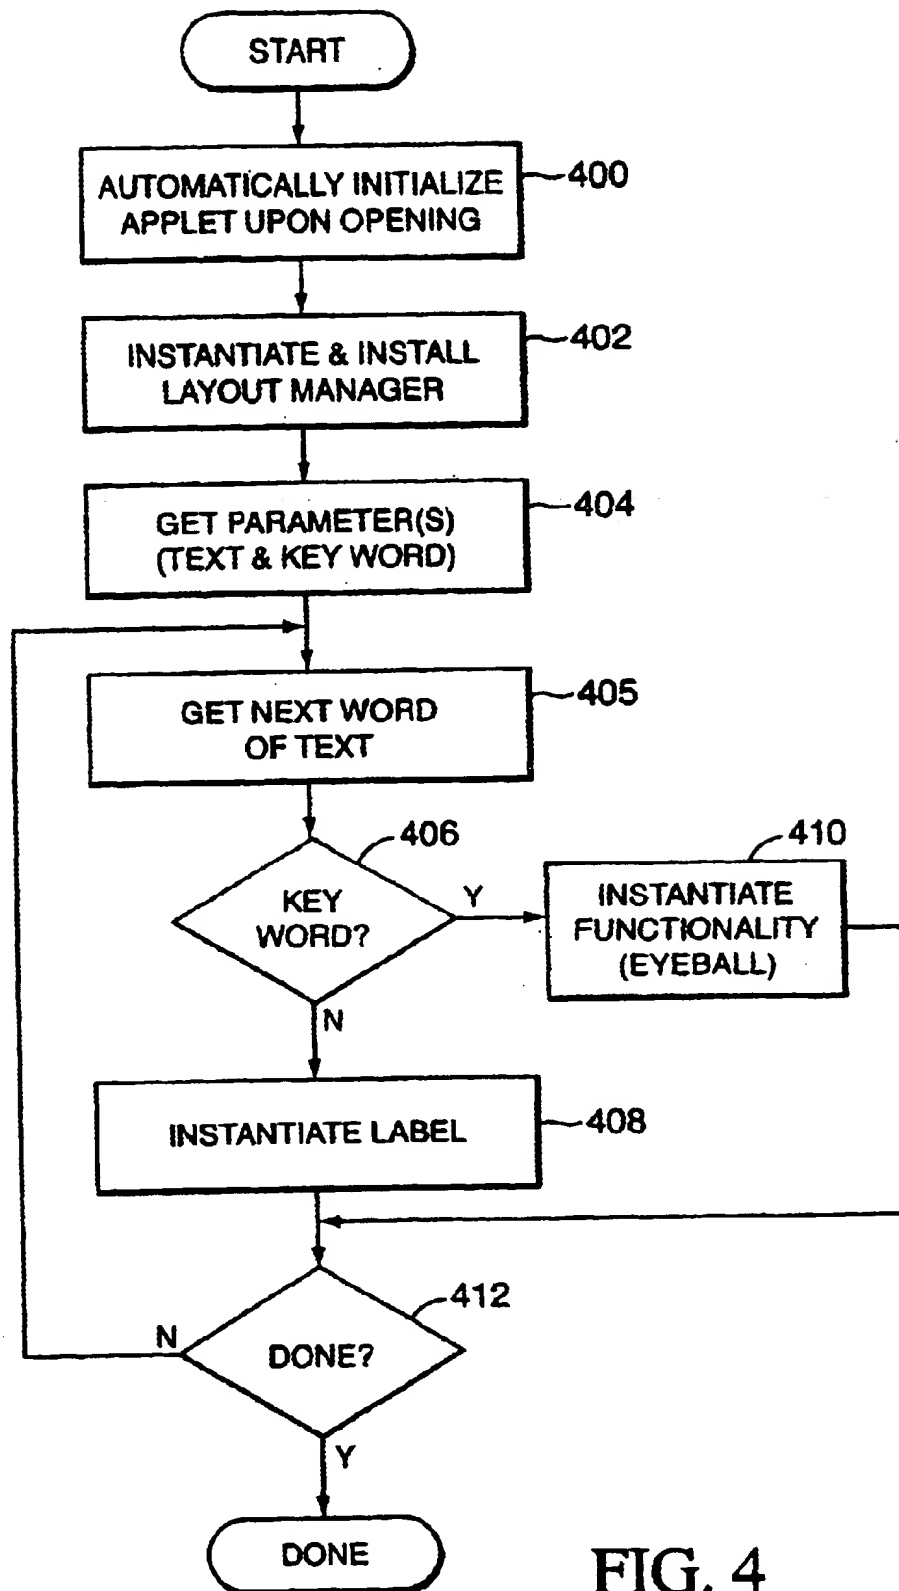 START
AUTOMATICALLY INITIALIZE
APPLET UPON OPENING
400
INSTANTIATE & INSTALL
LAYOUT MANAGER
402
GET PARAMETER(S)
(TEXT & KEY WORD)
404
GET NEXT WORD
OF TEXT
405
KEY
WORD?
406
Y
N
INSTANTIATE
FUNCTIONALITY
(EYEBALL)
410
INSTANTIATE LABEL
408
DONE?
412
N
Y
DONE
FIG. 4